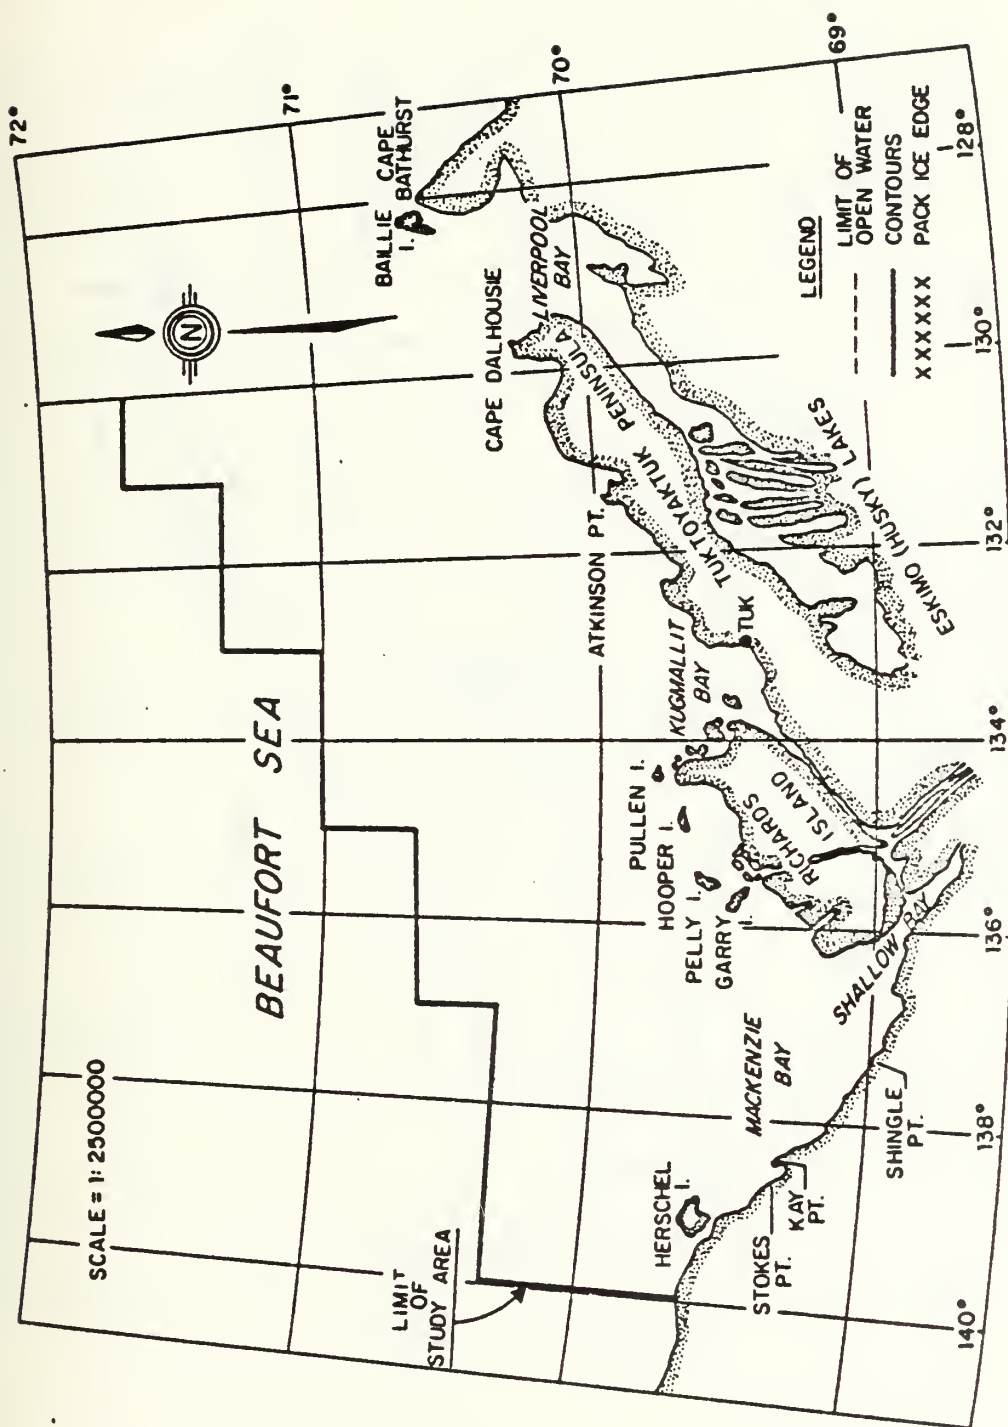 72°
71°
70°
69°
SCALE = 1: 2500000
BEAUFORT SEA
N
LIMIT
OF
STUDY AREA
BAILLIE
I.
CAPE
BATHURST
CAPE DALHOUSIE
LIVERPOOL
BAY
ATKINSON PT.
TUKTOYAKTUK PENINSULA
TUK
KUGMALLIT
BAY
ESKIMO (HUSKY) LAKES
PULLEN I.
HOOPER I.
PELLY I.
GARRY I.
RICHARDS
ISLAND
SHALLOW BAY
MACKENZIE
BAY
HERSCHEL
I.
STOKES
PT.
KAY
PT.
SHINGLE
PT.
LEGEND
LIMIT OF
OPEN WATER
CONTOURS
XXXXXX PACK ICE EDGE
140°
138°
136°
134°
132°
130°
128°